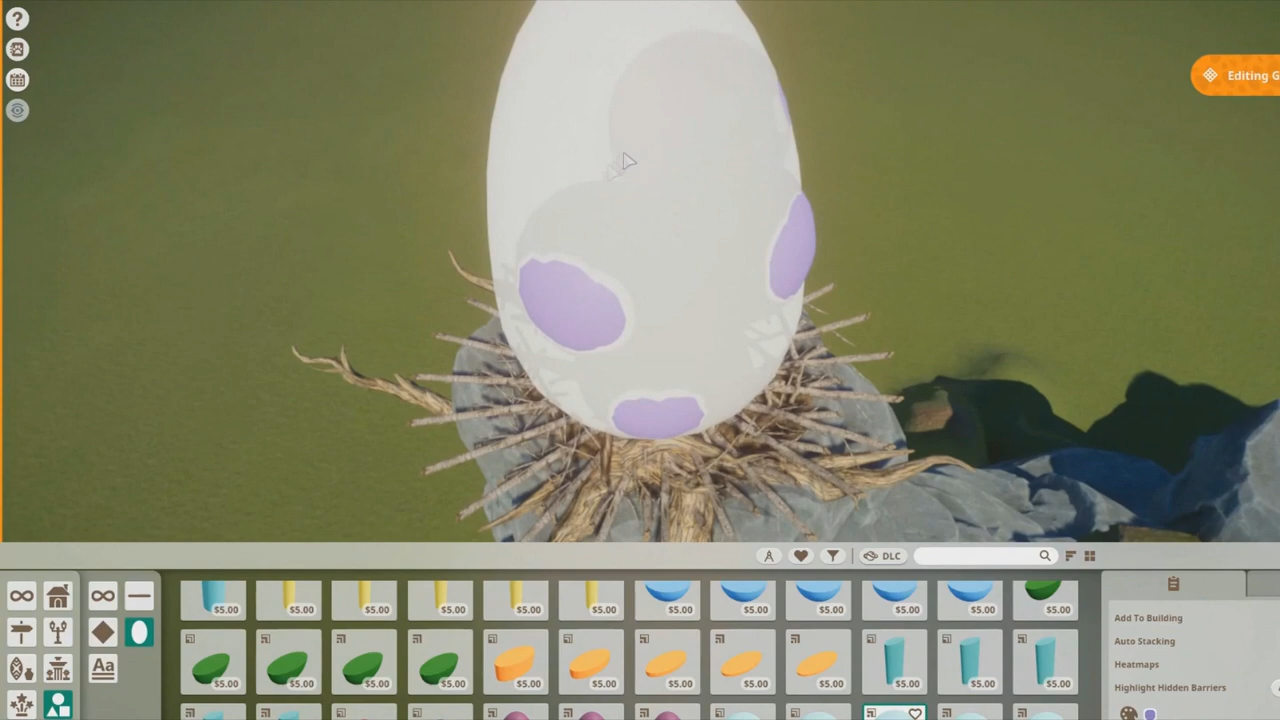 ?
Editing G
DLC
$5.00 $5.00 $5.00 $5.00 $5.00 $5.00 $5.00 $5.00 $5.00 $5.00 $5.00 $5.00
$5.00 $5.00 $5.00 $5.00 $5.00 $5.00 $5.00 $5.00 $5.00 $5.00 $5.00 $5.00
Aa
Add To Building
Auto Stacking
Heatmaps
Highlight Hidden Barriers